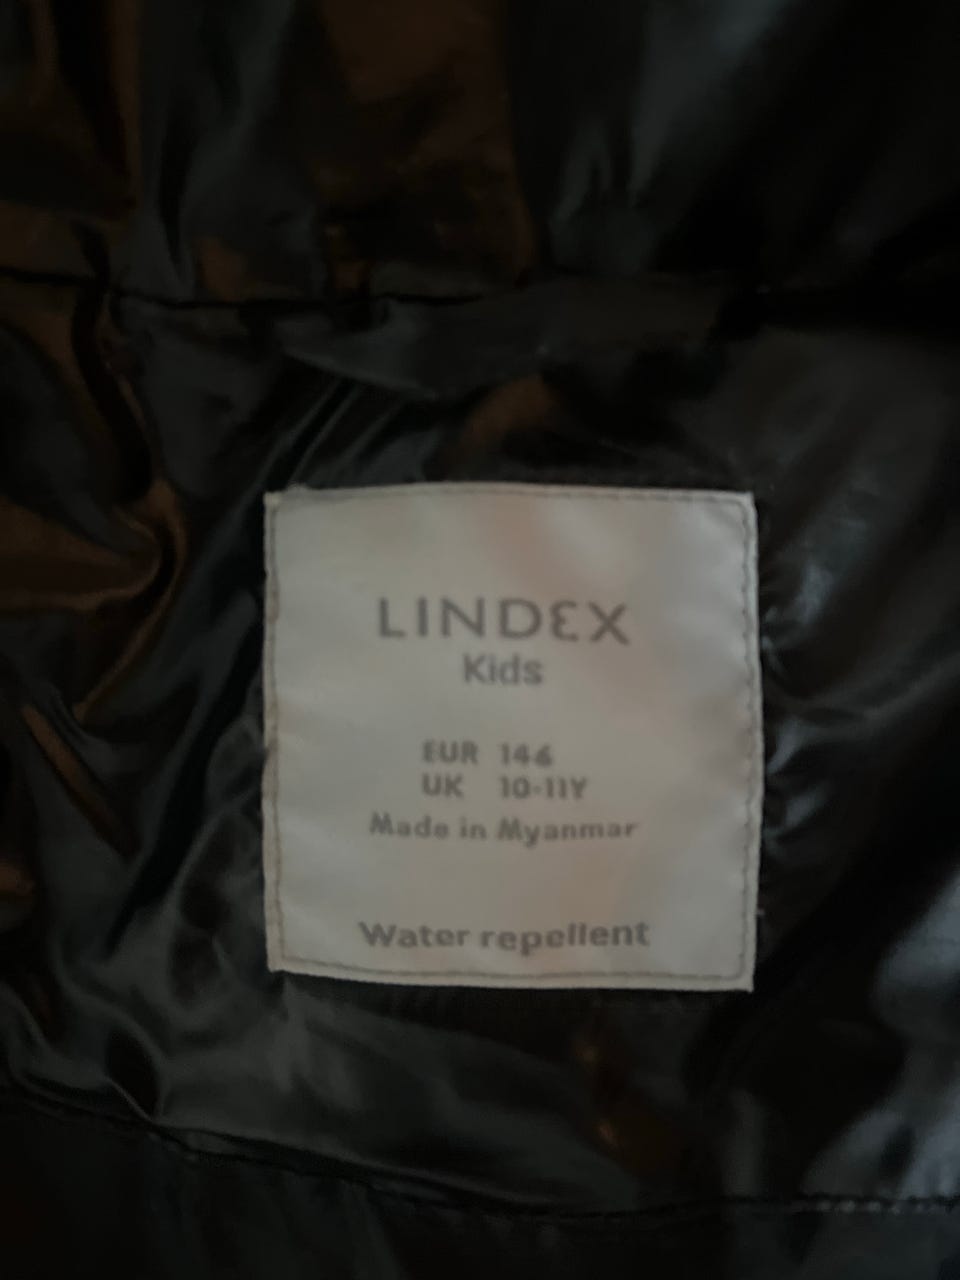 LINDEX
Kids
EUR 146
UK 10-11Y
Made in Myanmar
Water repellent